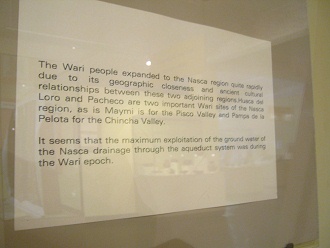 The Wari people expanded to the Nasca region quite rapidly
due to its geographic closeness and ancient cultural
relationships between these two adjoining regions.Huaca del
Loro and Pacheco are two important Wari sites of the Nasca
region, as is Maymi is for the Pisco Valley and Pampa de la
Pelota for the Chincha Valley.
It seems that the maximum exploitation of the ground water of
the Nasca drainage through the aqueduct system was during
the Wari epoch.